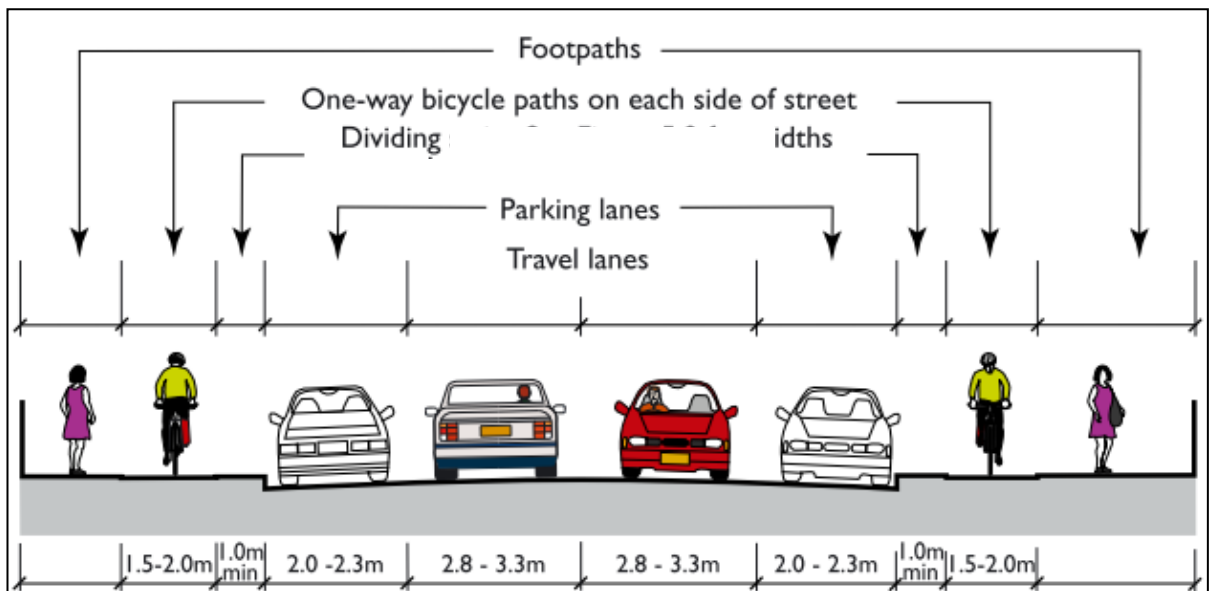 Footpaths
One-way bicycle paths on each side of street
Dividing idths
Parking lanes
Travel lanes
1.5-2.0m 1.0m min 2.0 -2.3m 2.8 - 3.3m 2.8 - 3.3m 2.0 - 2.3m 1.0m min 1.5-2.0m